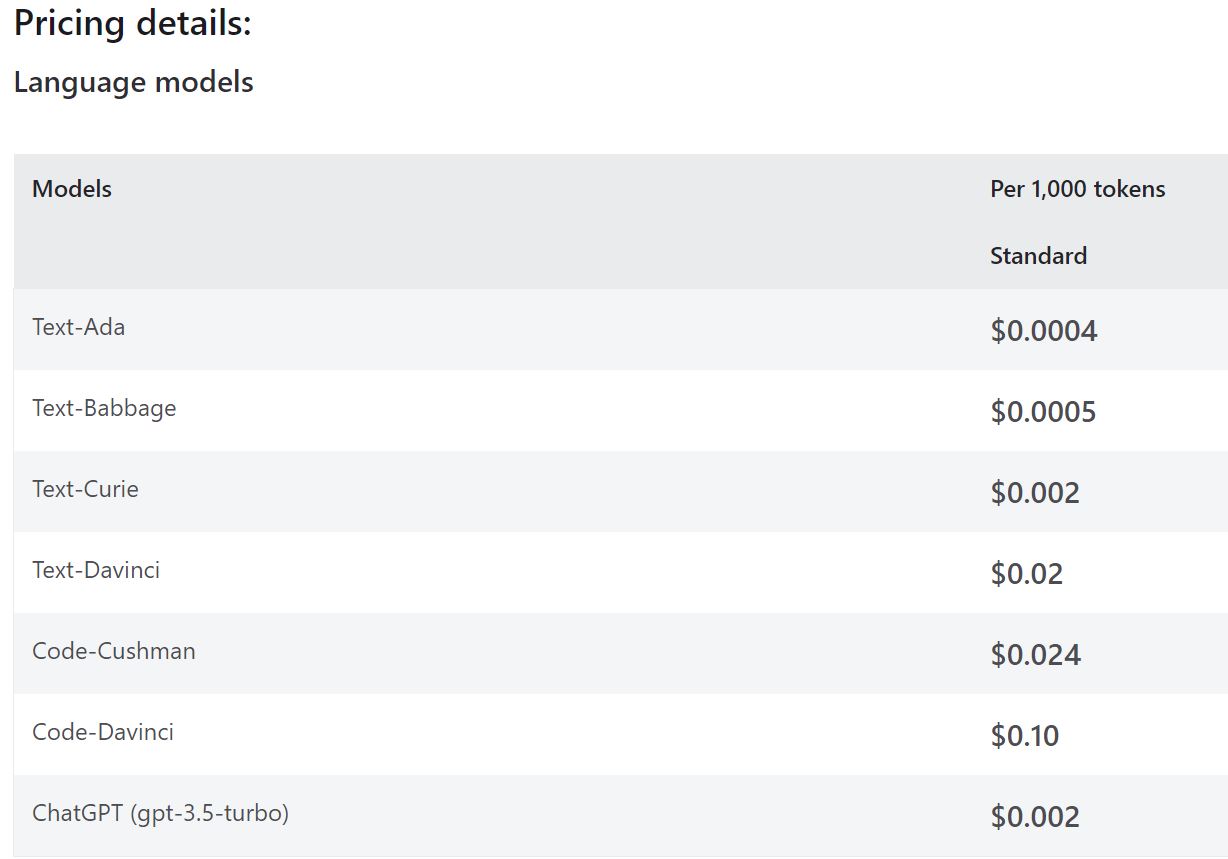 Pricing details:
Language models
Models Per 1,000 tokens
Standard
Text-Ada $0.0004
Text-Babbage $0.0005
Text-Curie $0.002
Text-Davinci $0.02
Code-Cushman $0.024
Code-Davinci $0.10
ChatGPT (gpt-3.5-turbo) $0.002